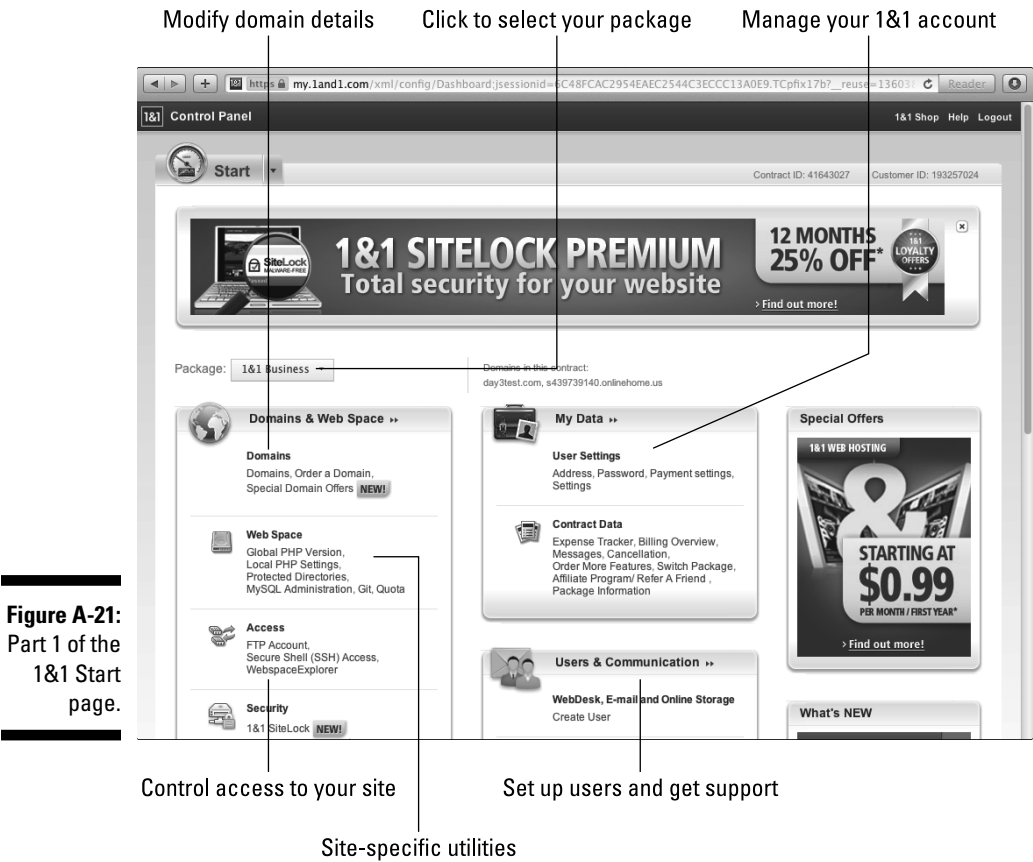 Modify domain details
Click to select your package
Manage your 1&1 account
https my.1and1.com/xml/config/Dashboard;jsessionid=6C48FCAC2954EAEC2544C3ECCC13A0E9.TCpfix17b?__reuse=13603
Reader
1&1 Control Panel
1&1 Shop Help Logout
Start
Contract ID: 41643027
Customer ID: 193257024
SiteLock
MALWARE-FREE
1&1 SITELOCK PREMIUM
Total security for your website
12 MONTHS
25% OFF*
> Find out more!
1&1
LOYALTY
OFFERS
Package: 1&1 Business
Domains in this contract:
day3test.com, s439739140.onlinehome.us
Domains & Web Space
Domains
Domains, Order a Domain,
Special Domain Offers NEW!
Web Space
Global PHP Version,
Local PHP Settings,
Protected Directories,
MySQL Administration, Git, Quota
Access
FTP Account,
Secure Shell (SSH) Access,
WebspaceExplorer
Security
1&1 SiteLock NEW!
My Data
User Settings
Address, Password, Payment settings,
Settings
Contract Data
Expense Tracker, Billing Overview,
Messages, Cancellation,
Order More Features, Switch Package,
Affiliate Program/ Refer A Friend ,
Package Information
Users & Communication
WebDesk, E-mail and Online Storage
Create User
Special Offers
1&1 WEB HOSTING
&
STARTING AT
$0.99
PER MONTH / FIRST YEAR*
> Find out more!
What's NEW
Figure A-21:
Part 1 of the
1&1 Start
page.
Control access to your site
Set up users and get support
Site-specific utilities